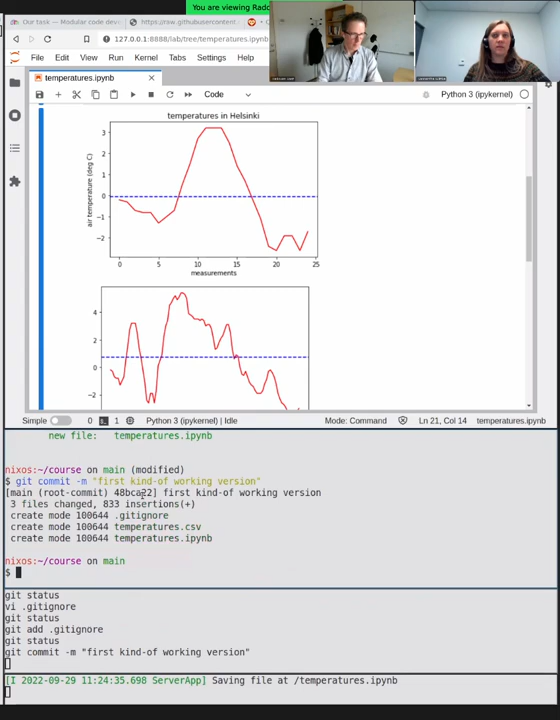 You are viewing Rado
Our task — Modular code dev
https://raw.githubusercontent
127.0.0.1:8888/lab/tree/temperatures.ipynb
File Edit View Run Kernel Tabs Settings Help
temperatures.ipynb
Code
Python 3 (ipykernel)
temperatures in Helsinki
air temperature (deg C)
3
2
1
0
−1
−2
0 5 10 15 20 25
measurements
4
2
0
−2
Simple 0 1 Python 3 (ipykernel) | Idle Mode: Command Ln 21, Col 14 temperatures.ipynb
new file: temperatures.ipynb
nixos:~/course on main (modified)
$ git commit -m "first kind-of working version"
[main (root-commit) 48bca22] first kind-of working version
3 files changed, 833 insertions(+)
create mode 100644 .gitignore
create mode 100644 temperatures.csv
create mode 100644 temperatures.ipynb
nixos:~/course on main
$
git status
vi .gitignore
git status
git add .gitignore
git status
git commit -m "first kind-of working version"
[I 2022-09-29 11:24:35.698 ServerApp] Saving file at /temperatures.ipynb